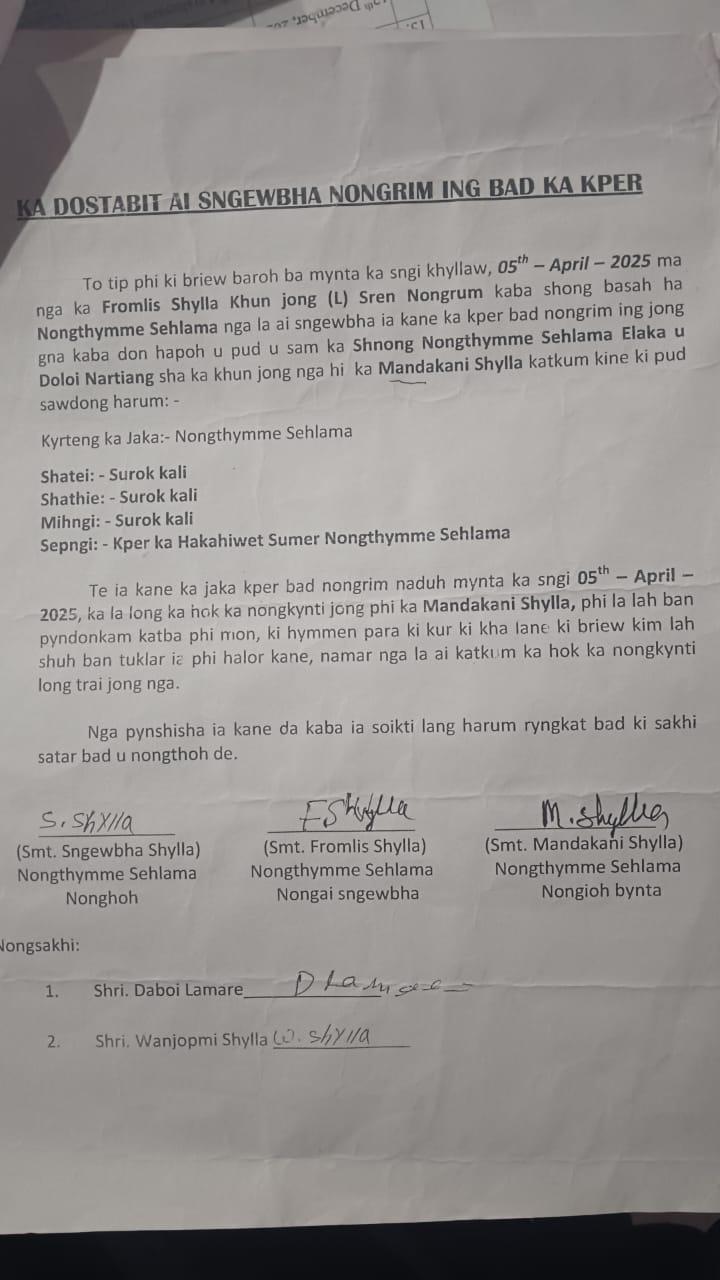 KA DOSTABIT AI SNGEWBHA NONGRIM ING BAD KA KPER
To tip phi ki briew baroh ba mynta ka sngi khyllaw, 05th – April – 2025 ma
nga ka Fromlis Shylla Khun jong (L) Sren Nongrum kaba shong basah ha
Nongthymme Sehlama nga la ai sngewbha ia kane ka kper bad nongrim ing jong
gna kaba don hapoh u pud u sam ka Shnong Nongthymme Sehlama Elaka u
Doloi Nartiang sha ka khun jong nga hi ka Mandakani Shylla katkum kine ki pud
sawdong harum: -
Kyrteng ka Jaka:- Nongthymme Sehlama
Shatei: - Surok kali
Shathie: - Surok kali
Mihngi: - Surok kali
Sepngi: - Kper ka Hakahiwet Sumer Nongthymme Sehlama
Te ia kane ka jaka kper bad nongrim naduh mynta ka sngi 05th – April –
2025, ka la long ka hok ka nongkynti jong phi ka Mandakani Shylla, phi la lah ban
pyndonkam katba phi mon, ki hymmen para ki kur ki kha lane ki briew kim lah
shuh ban tuklar ia phi halor kane, namar nga la ai katkum ka hok ka nongkynti
long trai jong nga.
Nga pynshisha ia kane da kaba ia soikti lang harum ryngkat bad ki sakhi
satar bad u nongthoh de.
S. Shylla FShylla M. Shylla
(Smt. Sngewbha Shylla) (Smt. Fromlis Shylla) (Smt. Mandakani Shylla)
Nongthymme Sehlama Nongthymme Sehlama Nongthymme Sehlama
Nonghoh Nongai sngewbha Nongioh bynta
Nongsakhi:
1. Shri. Daboi Lamare
2. Shri. Wanjopmi Shylla W. Shylla